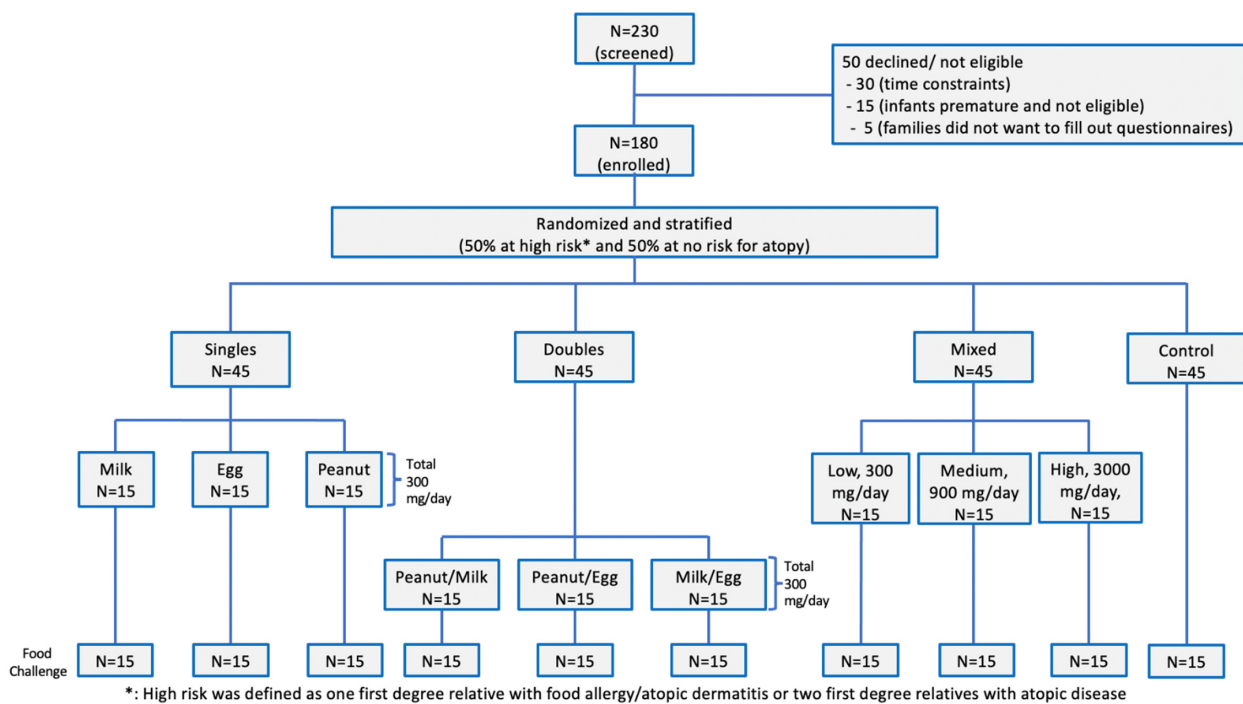 N=230
(screened)
50 declined/ not eligible
- 30 (time constraints)
- 15 (infants premature and not eligible)
- 5 (families did not want to fill out questionnaires)
N=180
(enrolled)
Randomized and stratified
(50% at high risk* and 50% at no risk for atopy)
Singles
N=45
Doubles
N=45
Mixed
N=45
Control
N=45
Milk
N=15
Egg
N=15
Peanut
N=15
Total
300
mg/day
Low, 300
mg/day
N=15
Medium,
900 mg/day
N=15
High, 3000
mg/day,
N=15
Peanut/Milk
N=15
Peanut/Egg
N=15
Milk/Egg
N=15
Total
300
mg/day
Food
Challenge
N=15
N=15
N=15
N=15
N=15
N=15
N=15
N=15
N=15
N=15
*: High risk was defined as one first degree relative with food allergy/atopic dermatitis or two first degree relatives with atopic disease